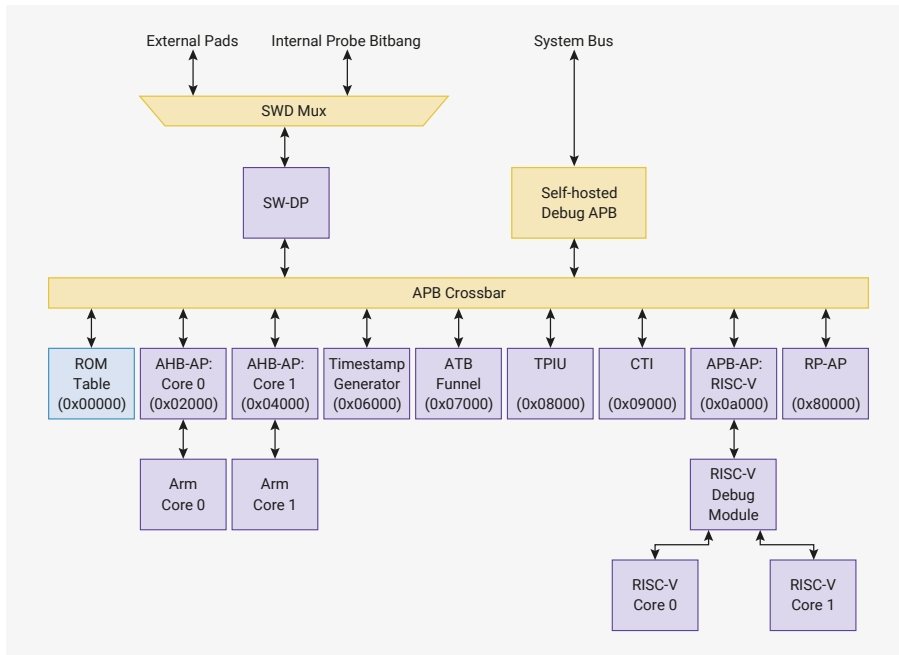 External Pads
Internal Probe Bitbang
System Bus
SWD Mux
SW-DP
Self-hosted
Debug APB
APB Crossbar
ROM
Table
(0x00000)
AHB-AP:
Core 0
(0x02000)
AHB-AP:
Core 1
(0x04000)
Timestamp
Generator
(0x06000)
ATB
Funnel
(0x07000)
TPIU
(0x08000)
CTI
(0x09000)
APB-AP:
RISC-V
(0x0a000)
RP-AP
(0x80000)
Arm
Core 0
Arm
Core 1
RISC-V
Debug
Module
RISC-V
Core 0
RISC-V
Core 1